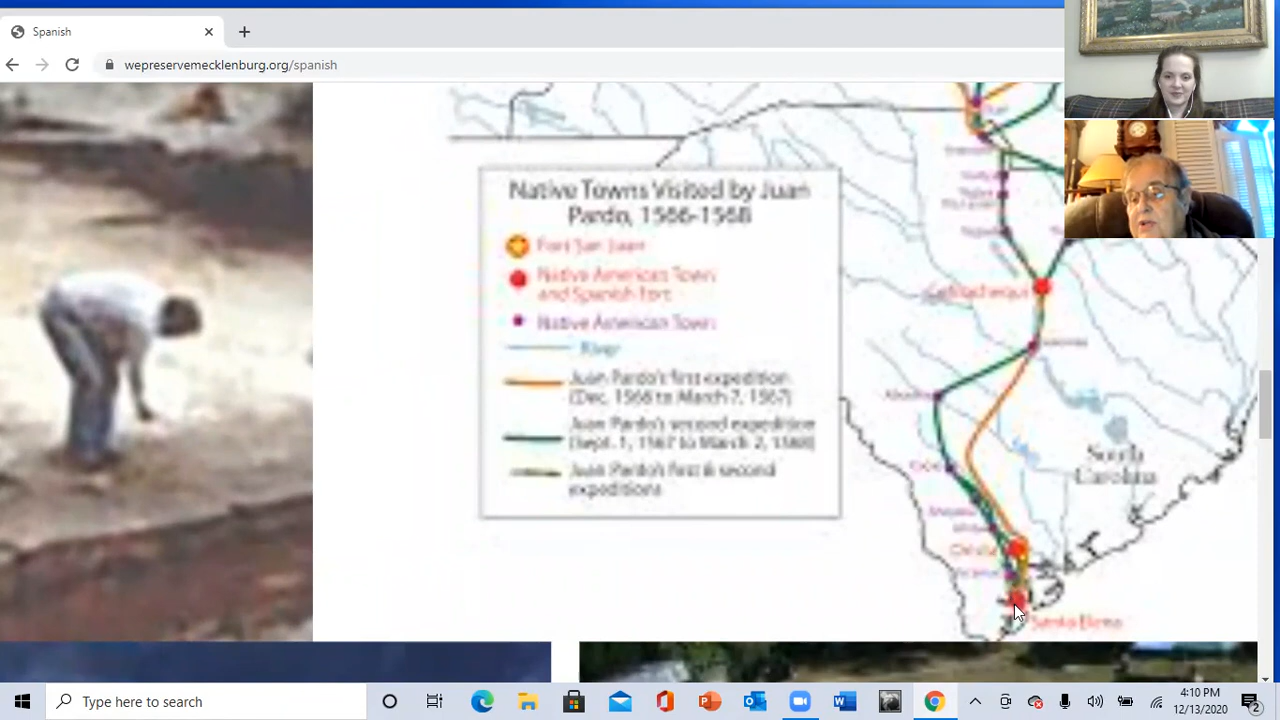 Spanish
wepreservemecklenburg.org/spanish
Native Towns Visited by Juan
Pardo, 1566-1568
Fort San Juan
Native American Town
and Spanish Fort
Native American Town
River
Juan Pardo's first expedition
(Dec. 1566 to March 7, 1567)
Juan Pardo's second expedition
(Sept. 1, 1567 to March 2, 1568)
Juan Pardo's first & second
expeditions
South
Carolina
Orista
Santa Elena
Type here to search
4:10 PM
12/13/2020
2